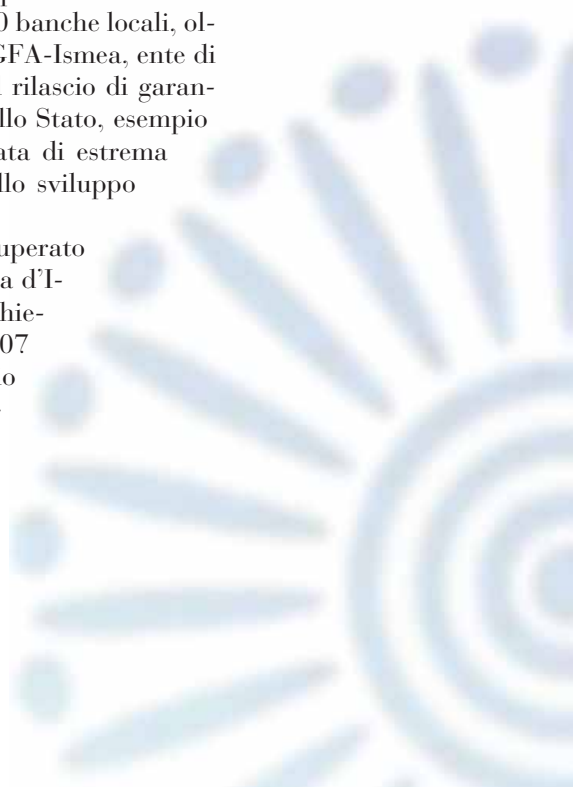 0 banche locali, ol-
GFA-Ismea, ente di
rilascio di garan-
llo Stato, esempio
ata di estrema
llo sviluppo
uperato
a d'I-
hie-
07
o